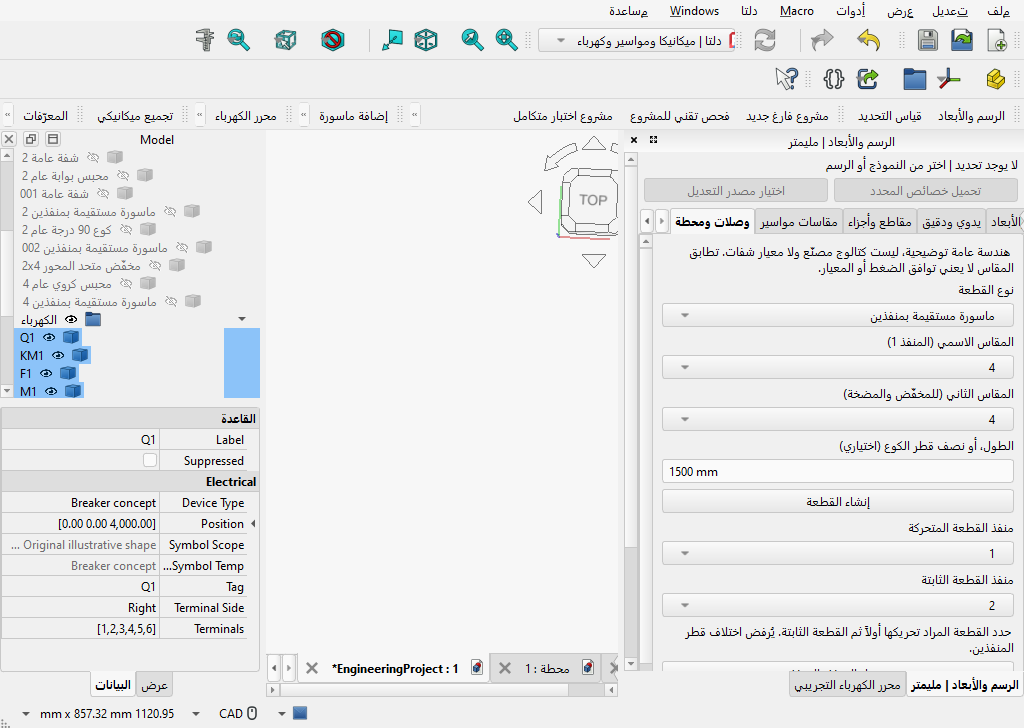 ملف
تعديل
عرض
أدوات
Macro
دلتا
Windows
مساعدة
دلتا | ميكانيكا ومواسير وكهرباء
الرسم والأبعاد
قياس التحديد
مشروع فارغ جديد
فحص تقني للمشروع
مشروع اختبار متكامل
إضافة ماسورة
محرر الكهرباء
تجميع ميكانيكي
المعرّفات
الرسم والأبعاد | مليمتر
لا يوجد تحديد | اختر من النموذج أو الرسم
تحميل خصائص المحدد
اختيار مصدر التعديل
الأبعاد
يدوي ودقيق
مقاطع وأجزاء
مقاسات مواسير
وصلات ومحطة
هندسة عامة توضيحية، ليست كتالوج مصنّع ولا معيار شفات. تطابق
المقاس لا يعني توافق الضغط أو المعيار.
نوع القطعة
ماسورة مستقيمة بمنفذين
المقاس الاسمي (المنفذ 1)
4
المقاس الثاني (للمخفّض والمضخة)
4
الطول، أو نصف قطر الكوع (اختياري)
1500 mm
إنشاء القطعة
منفذ القطعة المتحركة
1
منفذ القطعة الثابتة
2
حدد القطعة المراد تحريكها أولاً ثم القطعة الثابتة. يُرفض اختلاف قطر
المنفذين.
الرسم والأبعاد | مليمتر
محرر الكهرباء التجريبي
TOP
محطة : 1
EngineeringProject : 1*
Model
شفة عامة 2
محبس بوابة عام 2
شفة عامة 001
ماسورة مستقيمة بمنفذين 2
كوع 90 درجة عام 2
ماسورة مستقيمة بمنفذين 002
مخفّض متحد المحور 2x4
محبس كروي عام 4
ماسورة مستقيمة بمنفذين 4
الكهرباء
Q1
KM1
F1
M1
القاعدة
Label
Q1
Suppressed
Electrical
Device Type
Breaker concept
Position
[0.00 0.00 4,000.00]
Symbol Scope
Original illustrative shape ...
Symbol Temp...
Breaker concept
Tag
Q1
Terminal Side
Right
Terminals
[1,2,3,4,5,6]
عرض
البيانات
CAD
1120.95 mm x 857.32 mm